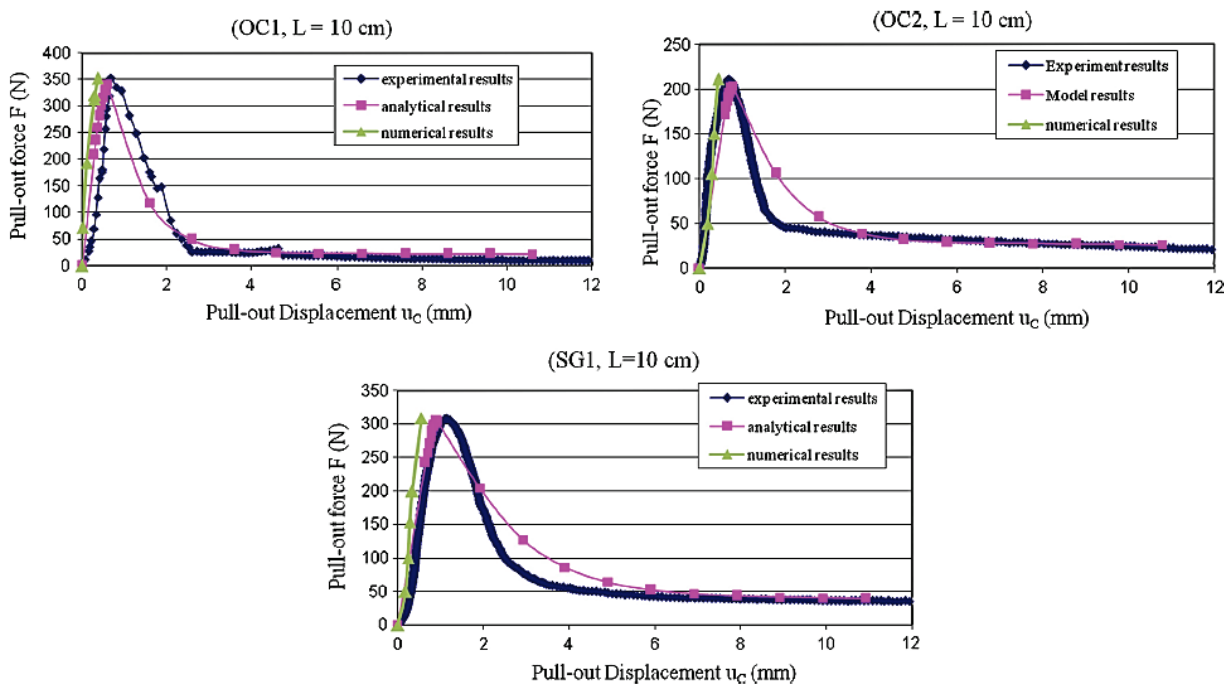 (OC1, L = 10 cm)
400
350
300
250
200
150
100
50
0
Pull-out force F (N)
experimental results
analytical results
numerical results
0 2 4 6 8 10 12
Pull-out Displacement uC (mm)
(OC2, L = 10 cm)
250
200
150
100
50
0
Pull-out force F (N)
Experiment results
Model results
numerical results
0 2 4 6 8 10 12
Pull-out Displacement uC (mm)
(SG1, L=10 cm)
350
300
250
200
150
100
50
0
Pull-out force F (N)
experimental results
analytical results
numerical results
0 2 4 6 8 10 12
Pull-out Displacement uC (mm)